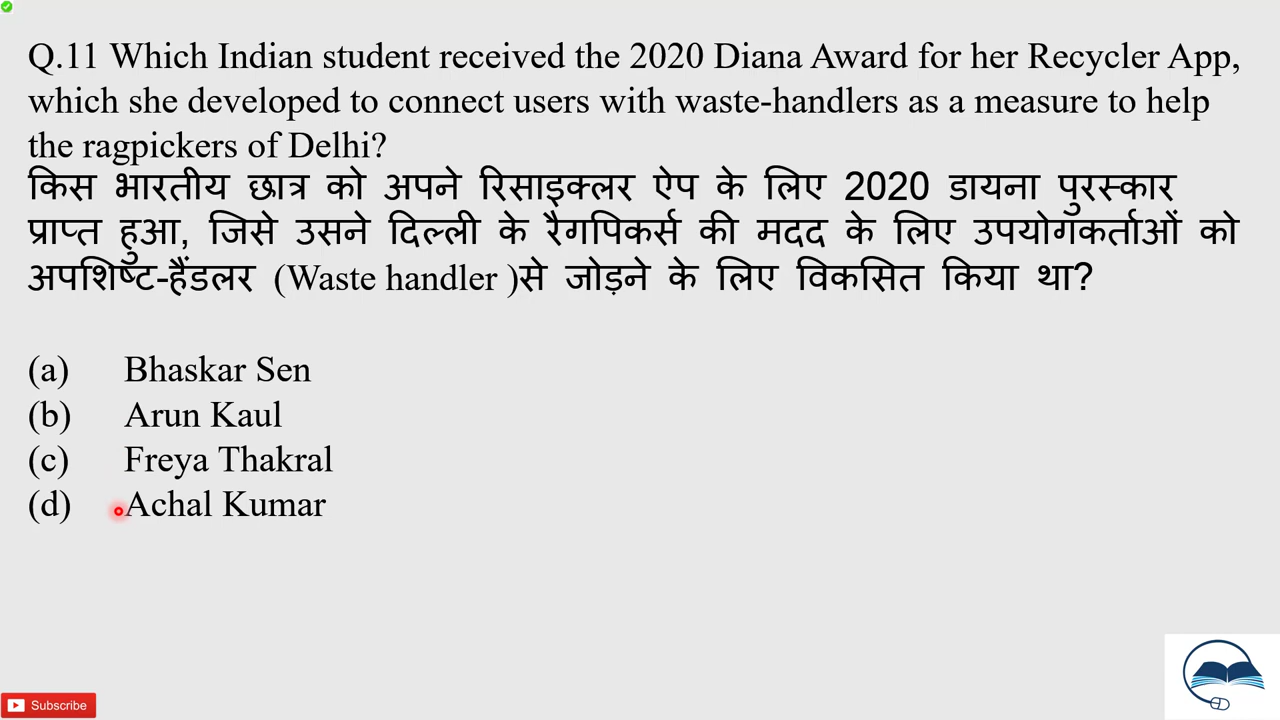 Q.11 Which Indian student received the 2020 Diana Award for her Recycler App,
which she developed to connect users with waste-handlers as a measure to help
the ragpickers of Delhi?
किस भारतीय छात्र को अपने रिसाइक्लर ऐप के लिए 2020 डायना पुरस्कार
प्राप्त हुआ, जिसे उसने दिल्ली के रैगपिकर्स की मदद के लिए उपयोगकर्ताओं को
अपशिष्ट-हैंडलर (Waste handler )से जोड़ने के लिए विकसित किया था?
(a) Bhaskar Sen
(b) Arun Kaul
(c) Freya Thakral
(d) Achal Kumar
Subscribe